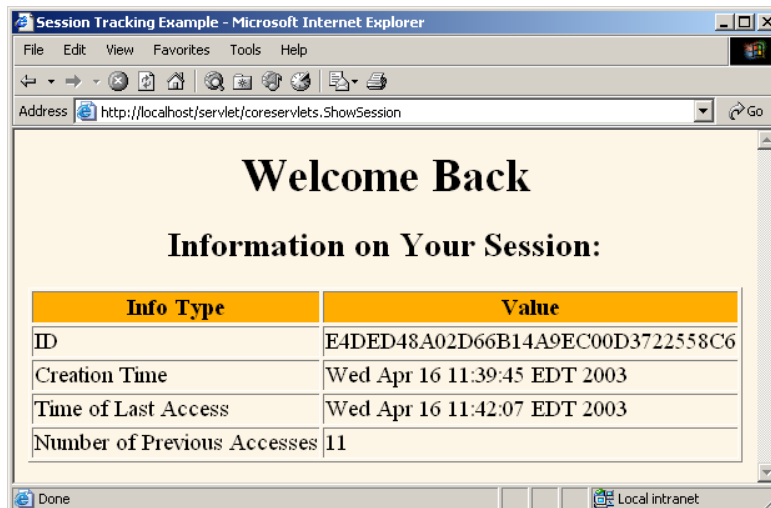 Session Tracking Example - Microsoft Internet Explorer
File Edit View Favorites Tools Help
Address http://localhost/servlet/coreservlets.ShowSession Go
Welcome Back
Information on Your Session:
Info Type Value
ID E4DED48A02D66B14A9EC00D3722558C6
Creation Time Wed Apr 16 11:39:45 EDT 2003
Time of Last Access Wed Apr 16 11:42:07 EDT 2003
Number of Previous Accesses 11
Done Local intranet